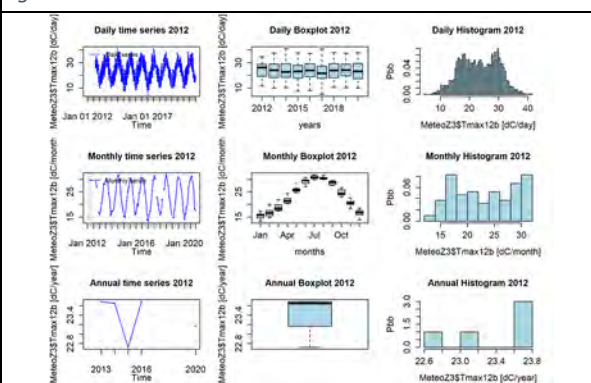 Daily time series 2012
MeteoZ3$Tmax12b [dC/day]
10
30
Jan 01 2012
Jan 01 2017
Time
Daily Boxplot 2012
MeteoZ3$Tmax12b [dC/day]
10
30
2012
2015
2018
years
Daily Histogram 2012
Pbb
0.00
0.04
10
20
30
40
MeteoZ3$Tmax12b [dC/day]
Monthly time series 2012
MeteoZ3$Tmax12b [dC/month]
15
25
Jan 2012
Jan 2016
Jan 2020
Time
Monthly Boxplot 2012
MeteoZ3$Tmax12b [dC/month]
15
25
Jan
Apr
Jul
Oct
months
Monthly Histogram 2012
Pbb
0.00
0.06
15
20
25
30
MeteoZ3$Tmax12b [dC/month]
Annual time series 2012
MeteoZ3$Tmax12b [dC/year]
22.8
23.4
2013
2016
2020
Time
Annual Boxplot 2012
MeteoZ3$Tmax12b [dC/year]
22.8
23.4
Annual Histogram 2012
Pbb
0.0
1.5
3.0
22.6
23.0
23.4
23.8
MeteoZ3$Tmax12b [dC/year]